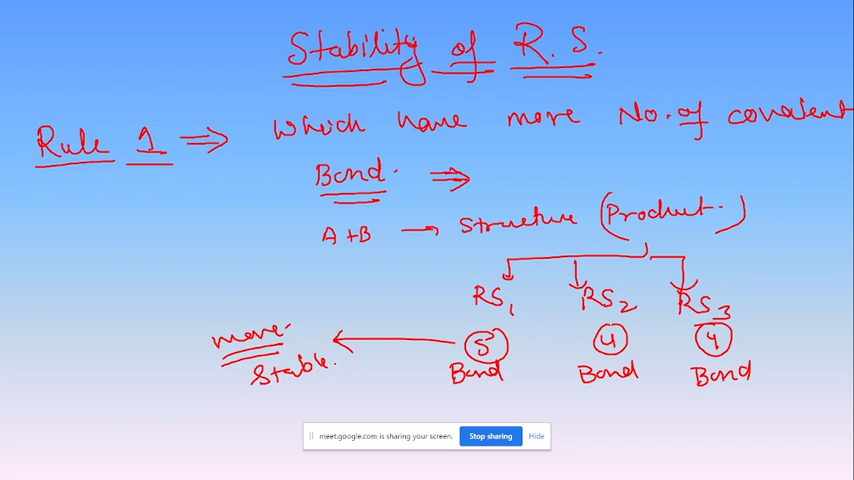 Stability of R.S.
Rule 1 ⇒ Which have more No. of covalent
Bond. ⇒
A+B → Structure (Product.)
RS₁ RS₂ RS₃
5 4 4
more Stable.
Bond Bond Bond
meet.google.com is sharing your screen. Stop sharing Hide